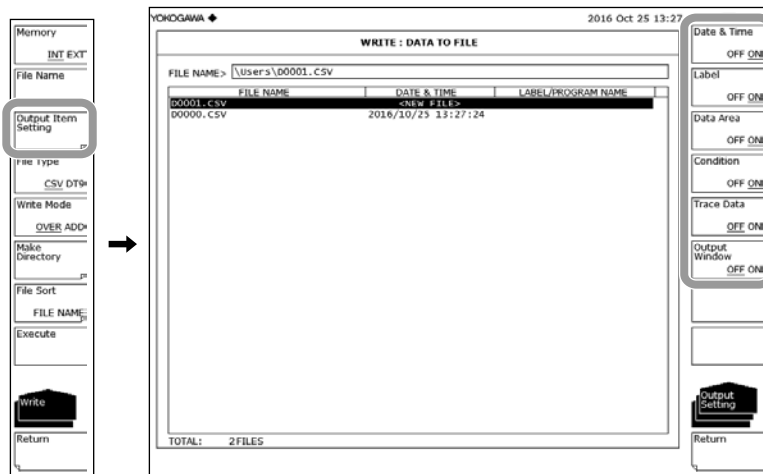 Memory
INT EXT
File Name
Output Item
Setting
File Type
CSV DT9
Write Mode
OVER ADD
Make
Directory
File Sort
FILE NAME
Execute
Write
Return
YOKOGAWA
2016 Oct 25 13:27
WRITE : DATA TO FILE
FILE NAME> \Users\D0001.CSV
FILE NAME DATE & TIME LABEL/PROGRAM NAME
D0001.CSV <NEW FILE>
D0000.CSV 2016/10/25 13:27:24
TOTAL: 2FILES
Date & Time
OFF ON
Label
OFF ON
Data Area
OFF ON
Condition
OFF ON
Trace Data
OFF ON
Output
Window
OFF ON
Output
Setting
Return